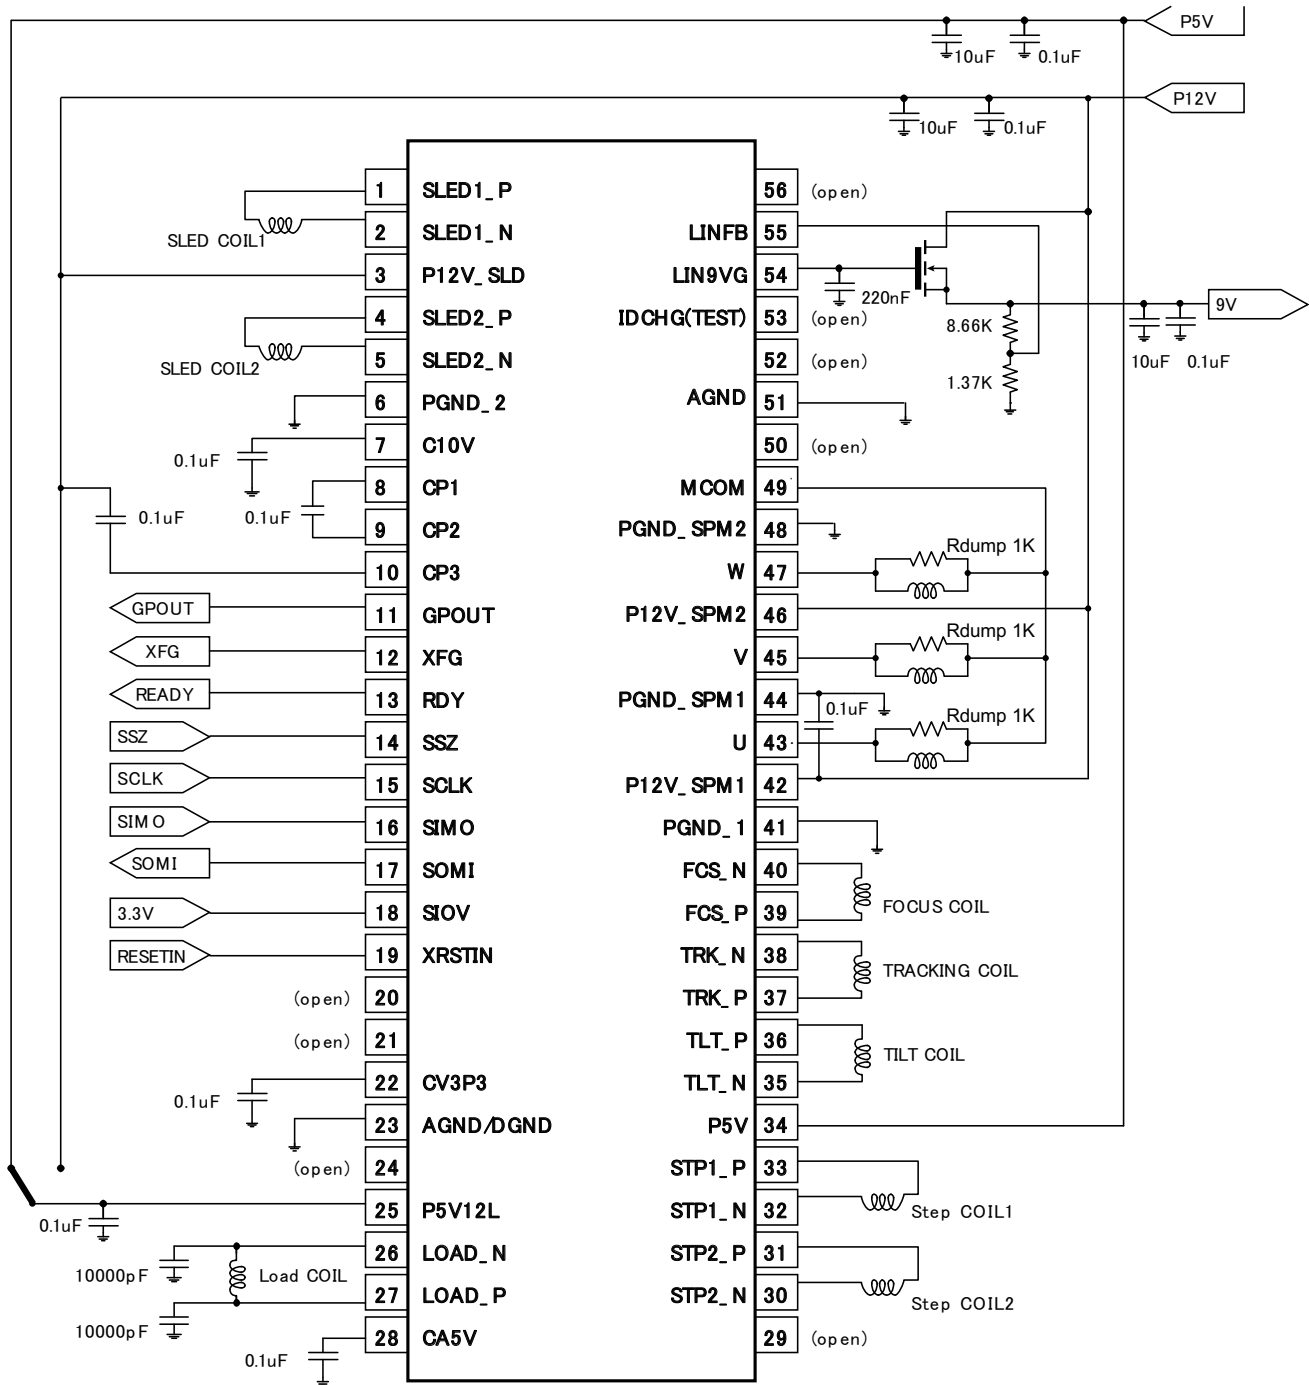 P5V
10uF
0.1uF
P12V
10uF
0.1uF
1 SLED1_P
2 SLED1_N
SLED COIL1
3 P12V_SLD
4 SLED2_P
5 SLED2_N
SLED COIL2
6 PGND_2
7 C10V
0.1uF
8 CP1
9 CP2
0.1uF
0.1uF
10 CP3
GPOUT
11 GPOUT
XFG
12 XFG
READY
13 RDY
SSZ
14 SSZ
SCLK
15 SCLK
SIMO
16 SIMO
SOMI
17 SOMI
3.3V
18 SIOV
RESETIN
19 XRSTIN
(open)
20
(open)
21
22 CV3P3
0.1uF
23 AGND/DGND
(open)
24
25 P5V12L
0.1uF
26 LOAD_N
10000pF
Load COIL
27 LOAD_P
10000pF
28 CA5V
0.1uF
56 (open)
LINFB 55
LIN9VG 54
220nF
9V
8.66K
10uF
0.1uF
1.37K
IDCHG(TEST) 53
(open)
52 (open)
AGND 51
50 (open)
MCOM 49
PGND_SPM2 48
Rdump 1K
W 47
P12V_SPM2 46
Rdump 1K
V 45
PGND_SPM1 44
0.1uF
Rdump 1K
U 43
P12V_SPM1 42
PGND_1 41
FCS_N 40
FOCUS COIL
FCS_P 39
TRK_N 38
TRACKING COIL
TRK_P 37
TLT_P 36
TILT COIL
TLT_N 35
P5V 34
STP1_P 33
STP1_N 32
Step COIL1
STP2_P 31
STP2_N 30
Step COIL2
29 (open)